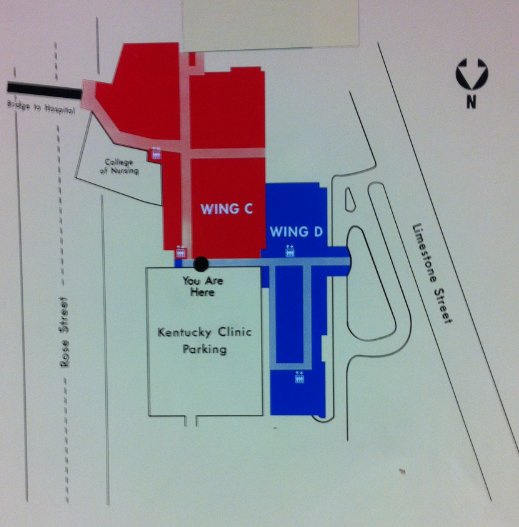 Bridge to Hospital
N
College
of Nursing
WING C
WING D
Limestone Street
You Are
Here
Kentucky Clinic
Parking
Rose Street